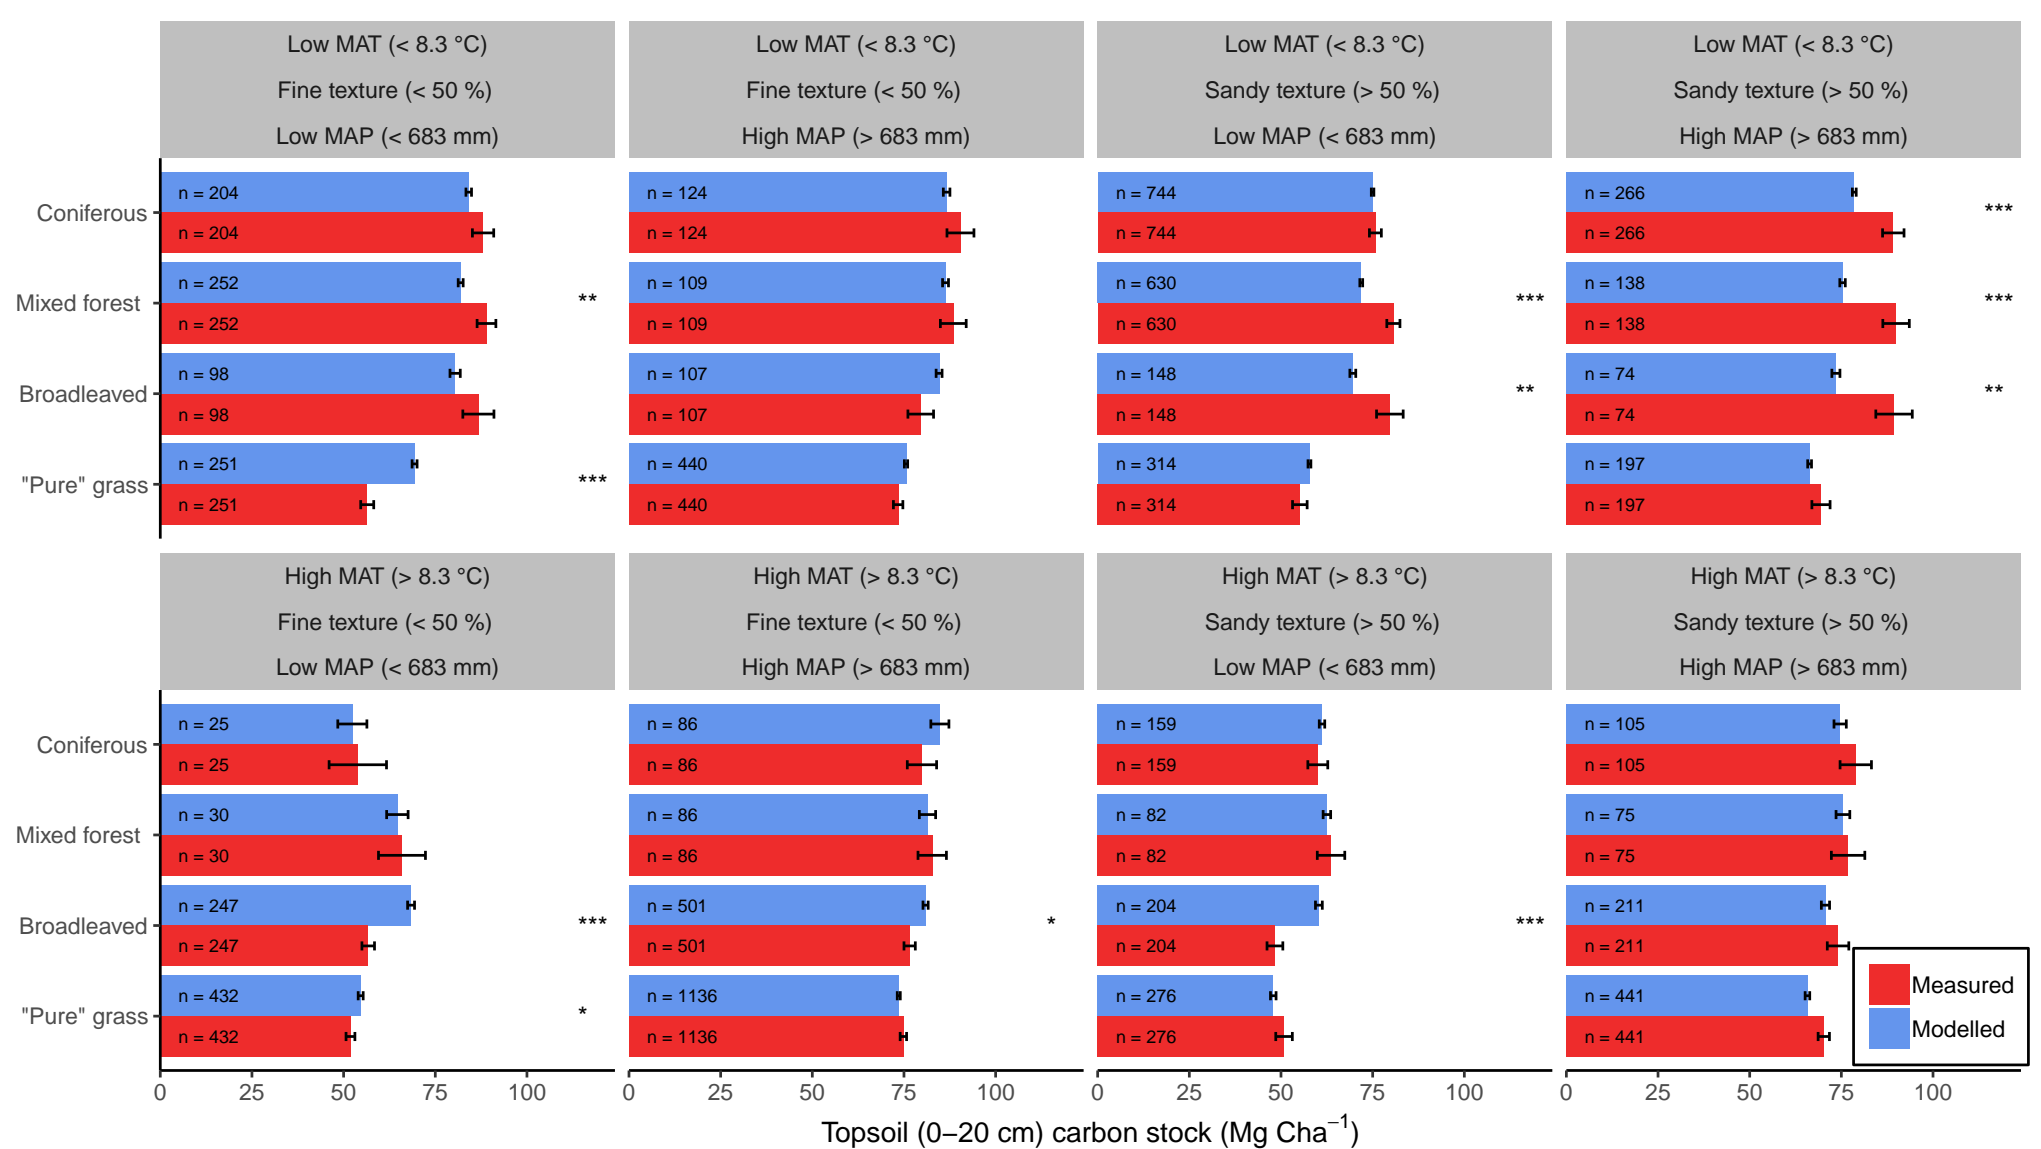 Low MAT (< 8.3 °C)
Fine texture (< 50 %)
Low MAP (< 683 mm)
Low MAT (< 8.3 °C)
Fine texture (< 50 %)
High MAP (> 683 mm)
Low MAT (< 8.3 °C)
Sandy texture (> 50 %)
Low MAP (< 683 mm)
Low MAT (< 8.3 °C)
Sandy texture (> 50 %)
High MAP (> 683 mm)
Coniferous
n = 204
n = 204
n = 124
n = 124
n = 744
n = 744
n = 266
n = 266
***
Mixed forest
n = 252
n = 252
**
n = 109
n = 109
n = 630
n = 630
***
n = 138
n = 138
***
Broadleaved
n = 98
n = 98
n = 107
n = 107
n = 148
n = 148
**
n = 74
n = 74
**
"Pure" grass
n = 251
n = 251
***
n = 440
n = 440
n = 314
n = 314
n = 197
n = 197
High MAT (> 8.3 °C)
Fine texture (< 50 %)
Low MAP (< 683 mm)
High MAT (> 8.3 °C)
Fine texture (< 50 %)
High MAP (> 683 mm)
High MAT (> 8.3 °C)
Sandy texture (> 50 %)
Low MAP (< 683 mm)
High MAT (> 8.3 °C)
Sandy texture (> 50 %)
High MAP (> 683 mm)
Coniferous
n = 25
n = 25
n = 86
n = 86
n = 159
n = 159
n = 105
n = 105
Mixed forest
n = 30
n = 30
n = 86
n = 86
n = 82
n = 82
n = 75
n = 75
Broadleaved
n = 247
n = 247
***
n = 501
n = 501
*
n = 204
n = 204
***
n = 211
n = 211
"Pure" grass
n = 432
n = 432
*
n = 1136
n = 1136
n = 276
n = 276
n = 441
n = 441
Measured
Modelled
0 25 50 75 100
0 25 50 75 100
0 25 50 75 100
0 25 50 75 100
Topsoil (0−20 cm) carbon stock (Mg Cha⁻¹)